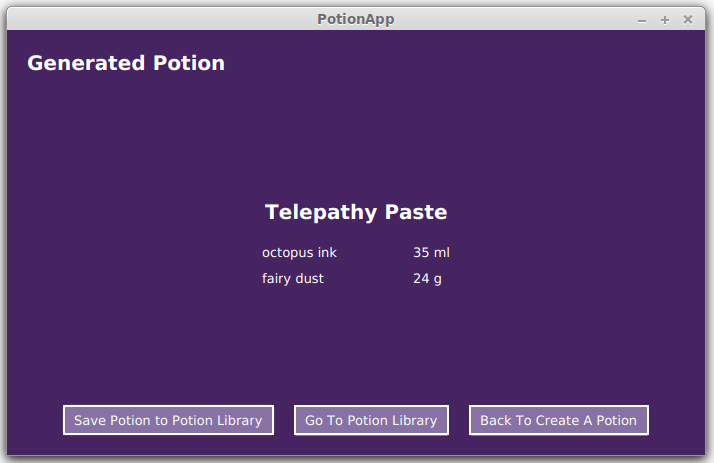 PotionApp
Generated Potion
Telepathy Paste
octopus ink 35 ml
fairy dust 24 g
Save Potion to Potion Library Go To Potion Library Back To Create A Potion